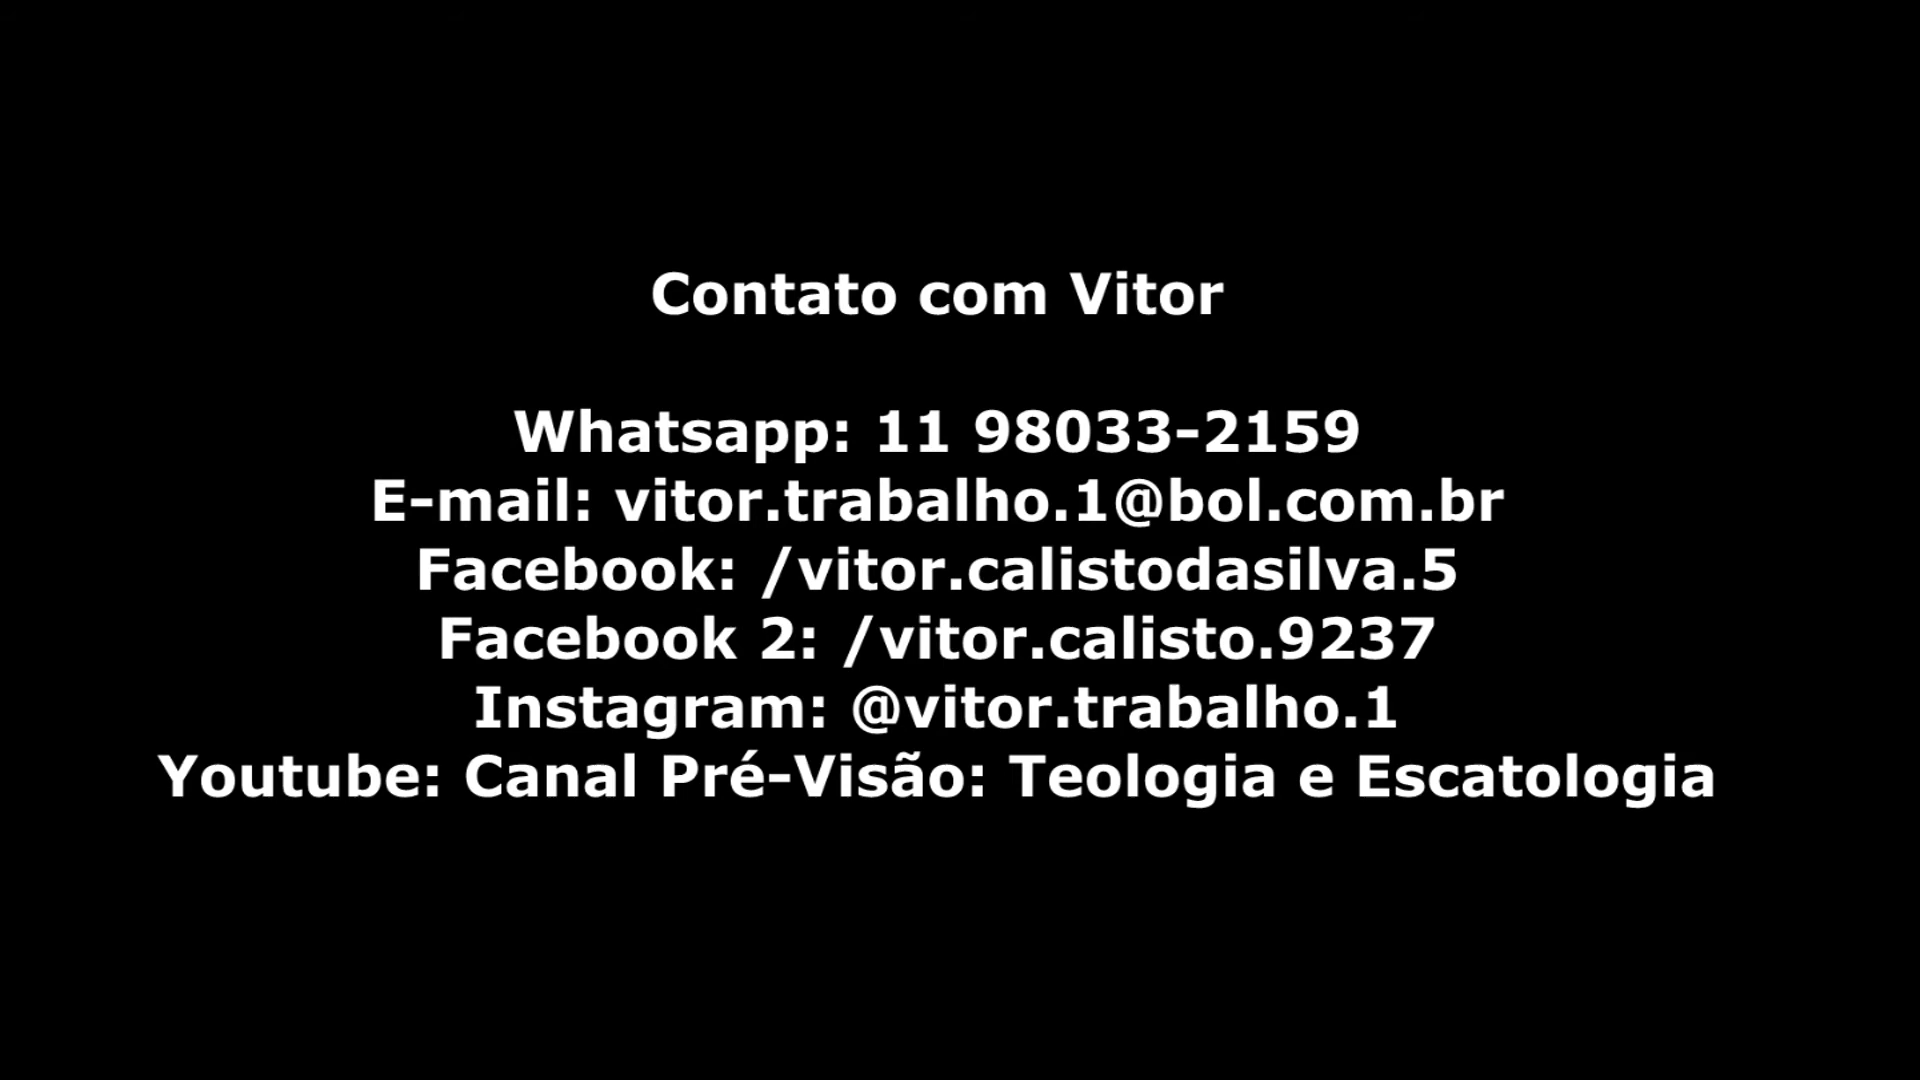 Contato com Vitor
Whatsapp: 11 98033-2159
E-mail: vitor.trabalho.1@bol.com.br
Facebook: /vitor.calistodasilva.5
Facebook 2: /vitor.calisto.9237
Instagram: @vitor.trabalho.1
Youtube: Canal Pré-Visão: Teologia e Escatologia